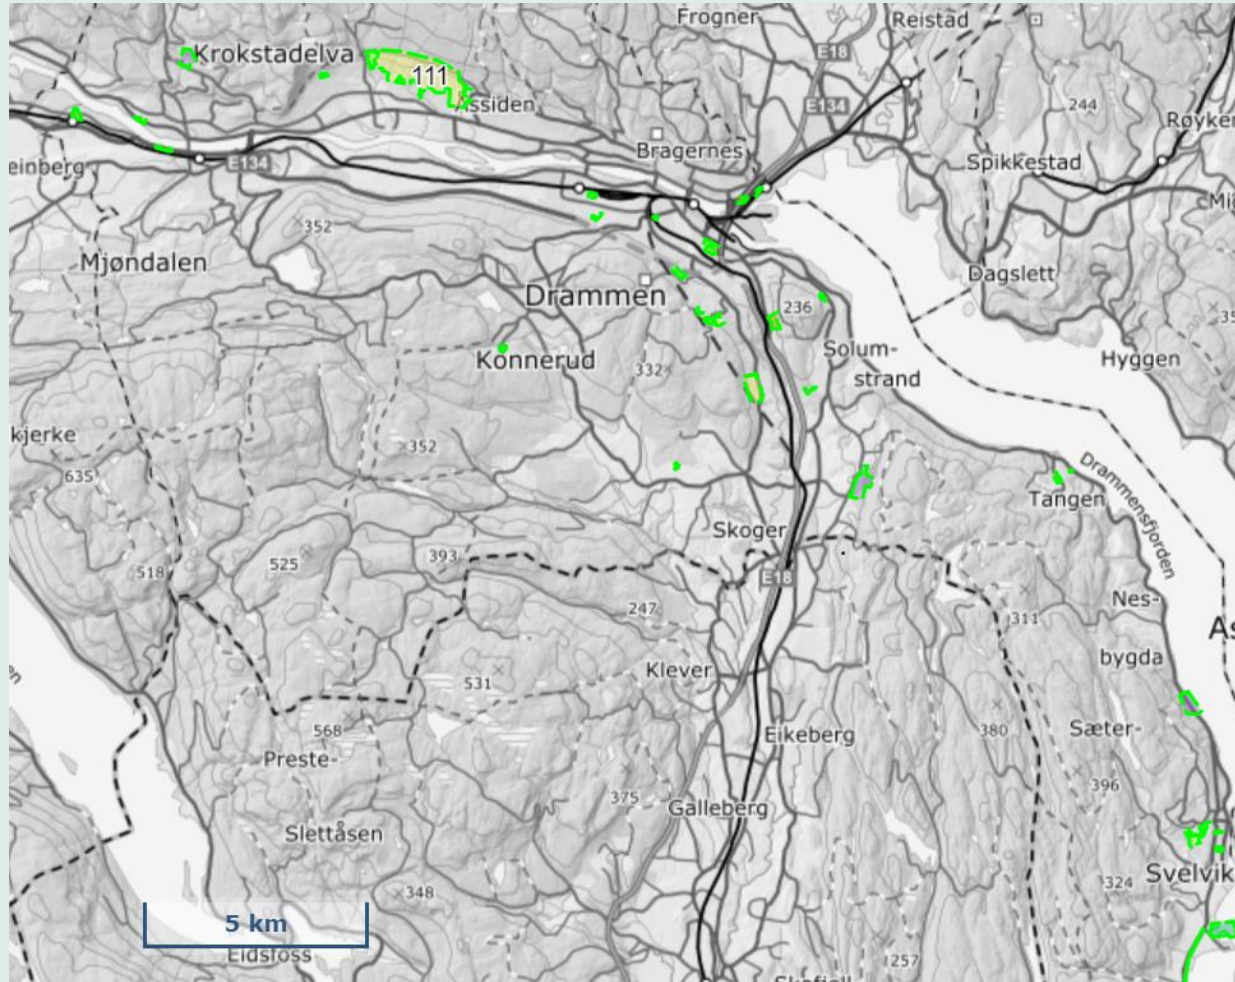 Frogner
Reistad
Krokstadelva
E18
111
Åssiden
E134
244
Røyken
Bragernes
einberg
E134
Spikkestad
352
Mjøndalen
Dagslett
Drammen
236
Konnerud
332
Solum-
strand
Hyggen
kjerke
352
635
Drammensfjorden
Tangen
Skoger
393
525
518
E18
Nes-
bygda
247
311
As
Klever
531
568
Preste-
Slettåsen
Eikeberg
380
Sæter-
396
375
Galleberg
348
324
Svelvik
5 km
Eidsfoss
257